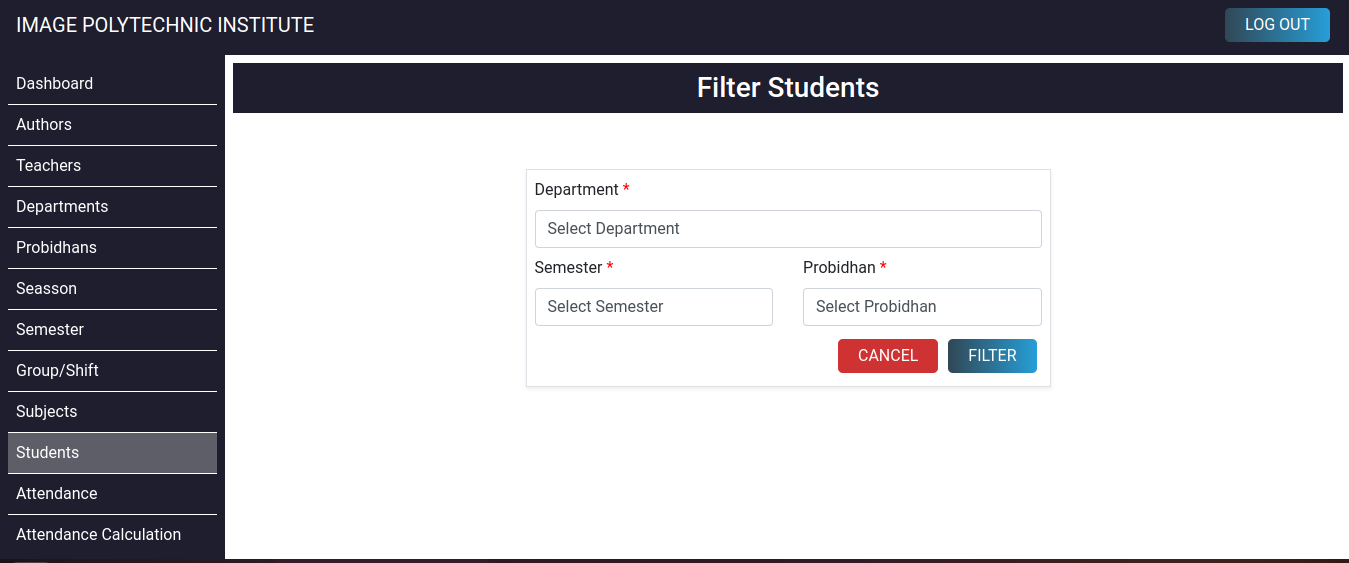 IMAGE POLYTECHNIC INSTITUTE
LOG OUT
Dashboard
Authors
Teachers
Departments
Probidhans
Seasson
Semester
Group/Shift
Subjects
Students
Attendance
Attendance Calculation
Filter Students
Department *
Select Department
Semester *
Probidhan *
Select Semester
Select Probidhan
CANCEL
FILTER